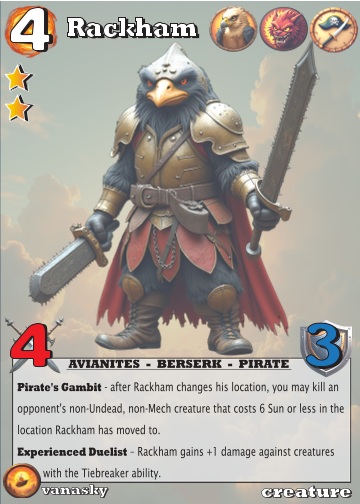 4 Rackham
4
3
AVIANITES - BERSERK - PIRATE
Pirate's Gambit - after Rackham changes his location, you may kill an
opponent's non-Undead, non-Mech creature that costs 6 Sun or less in the
location Rackham has moved to.
Experienced Duelist - Rackham gains +1 damage against creatures
with the Tiebreaker ability.
vanasky
creature